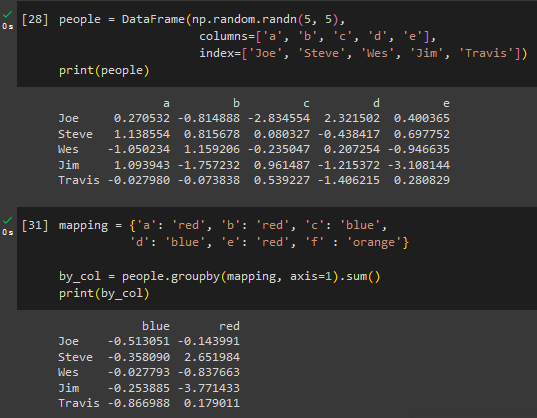 [28] people = DataFrame(np.random.randn(5, 5),
columns=['a', 'b', 'c', 'd', 'e'],
index=['Joe', 'Steve', 'Wes', 'Jim', 'Travis'])
print(people)
0s
a b c d e
Joe 0.270532 -0.814888 -2.834554 2.321502 0.400365
Steve 1.138554 0.815678 0.080327 -0.438417 0.697752
Wes -1.050234 1.159206 -0.235047 0.207254 -0.946635
Jim 1.093943 -1.757232 0.961487 -1.215372 -3.108144
Travis -0.027980 -0.073838 0.539227 -1.406215 0.280829
[31] mapping = {'a': 'red', 'b': 'red', 'c': 'blue',
0s
'd': 'blue', 'e': 'red', 'f' : 'orange'}
by_col = people.groupby(mapping, axis=1).sum()
print(by_col)
blue red
Joe -0.513051 -0.143991
Steve -0.358090 2.651984
Wes -0.027793 -0.837663
Jim -0.253885 -3.771433
Travis -0.866988 0.179011